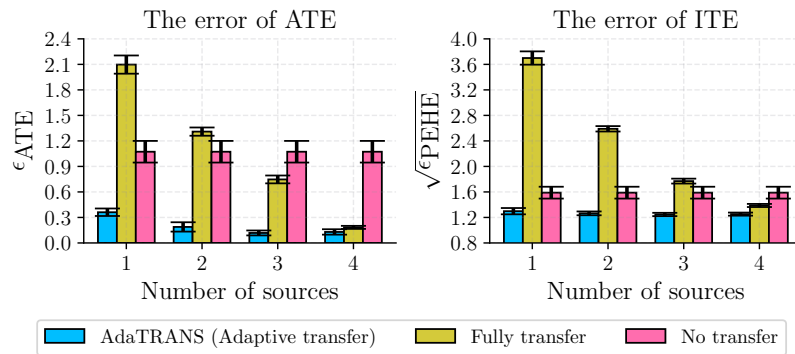 The error of ATE
2.4
2.1
1.8
1.5
1.2
0.9
0.6
0.3
0.0
ϵATE
1 2 3 4
Number of sources
The error of ITE
4.0
3.6
3.2
2.8
2.4
2.0
1.6
1.2
0.8
√ϵPEHE
1 2 3 4
Number of sources
AdaTRANS (Adaptive transfer) Fully transfer No transfer